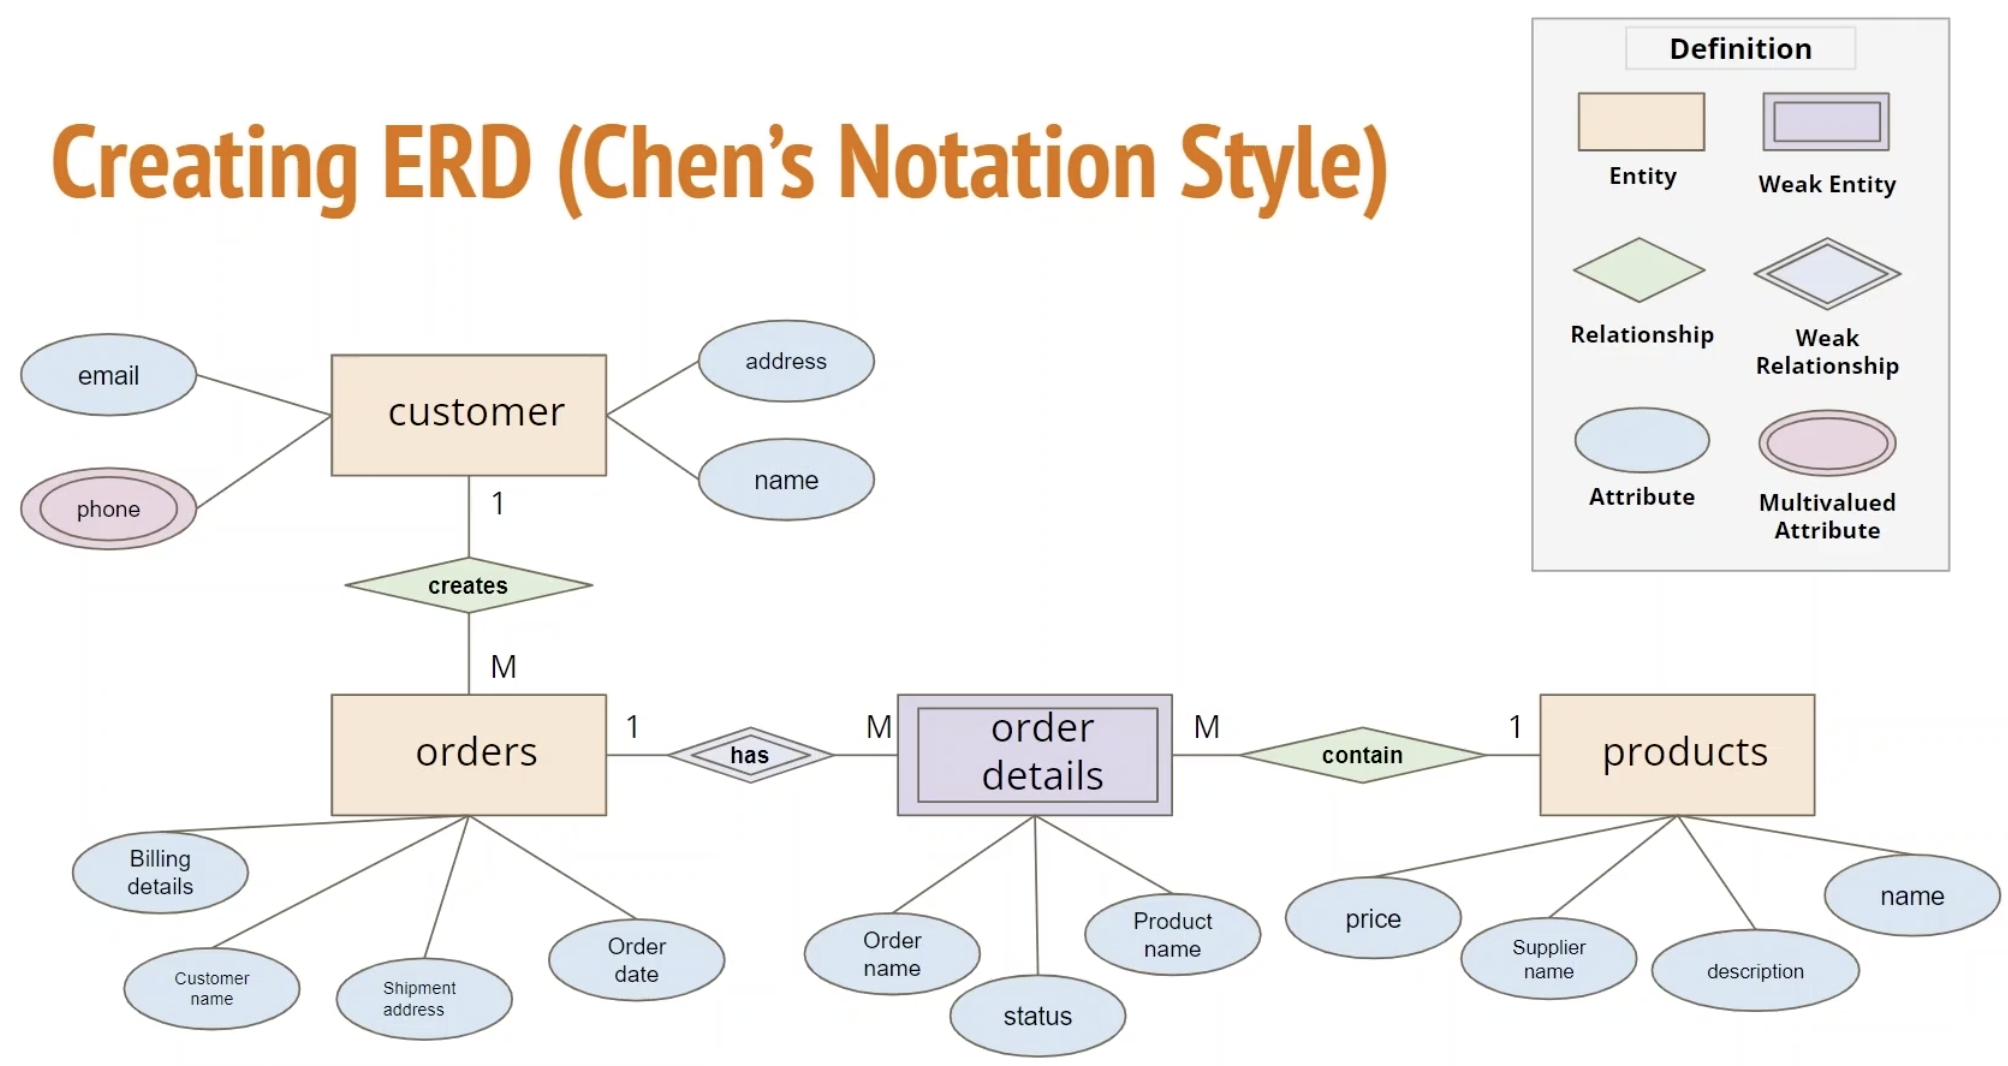 Creating ERD (Chen’s Notation Style)
Definition
Entity
Weak Entity
Relationship
Weak
Relationship
Attribute
Multivalued
Attribute
email
phone
customer
address
name
1
creates
M
orders
1
has
M
order
details
M
contain
1
products
Billing
details
Customer
name
Shipment
address
Order
date
Order
name
status
Product
name
price
Supplier
name
description
name